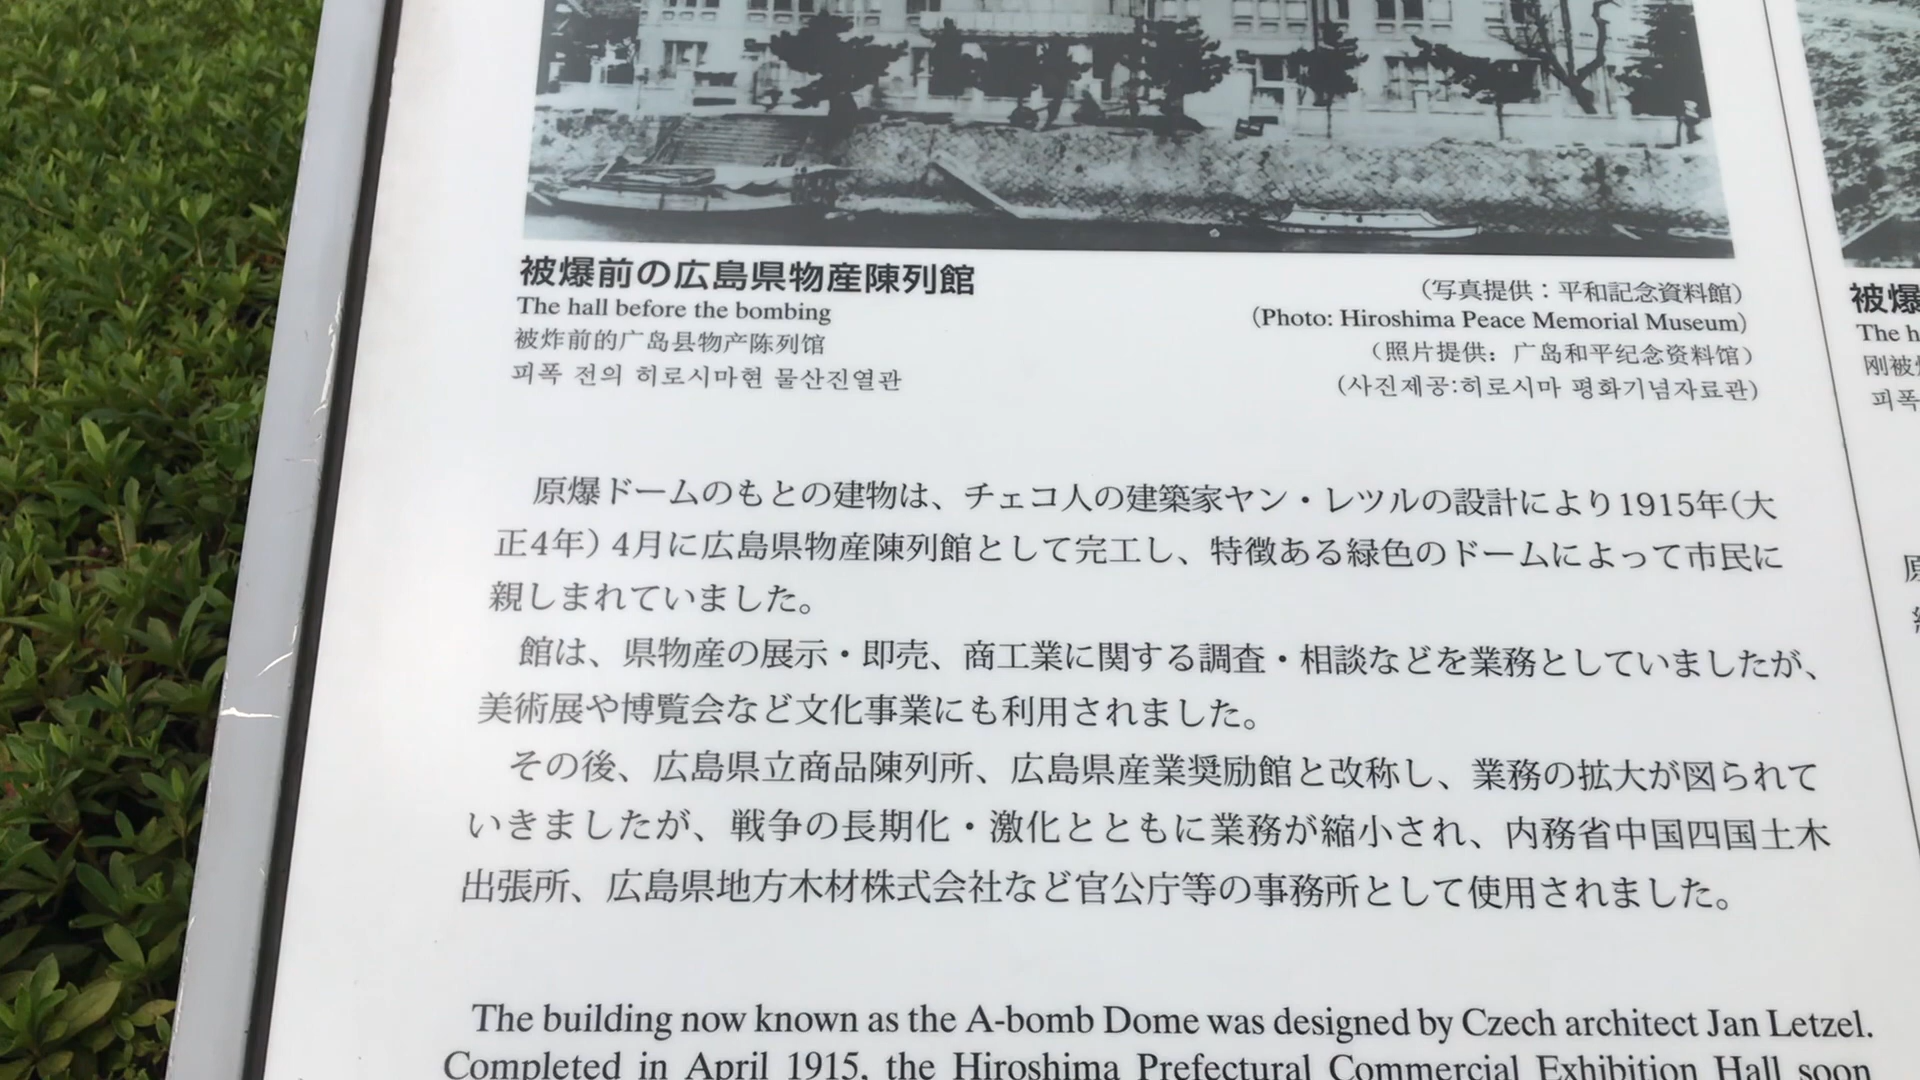 被爆前の広島県物産陳列館
The hall before the bombing
被炸前的广岛县物产陈列馆
피폭 전의 히로시마현 물산진열관
(写真提供：平和記念資料館)
(Photo: Hiroshima Peace Memorial Museum)
(照片提供：广岛和平纪念资料馆)
(사진제공:히로시마 평화기념자료관)
原爆ドームのもとの建物は、チェコ人の建築家ヤン・レツルの設計により1915年(大
正4年)4月に広島県物産陳列館として完工し、特徴ある緑色のドームによって市民に
親しまれていました。
館は、県物産の展示・即売、商工業に関する調査・相談などを業務としていましたが、
美術展や博覧会など文化事業にも利用されました。
その後、広島県立商品陳列所、広島県産業奨励館と改称し、業務の拡大が図られて
いきましたが、戦争の長期化・激化とともに業務が縮小され、内務省中国四国土木
出張所、広島県地方木材株式会社など官公庁等の事務所として使用されました。
The building now known as the A-bomb Dome was designed by Czech architect Jan Letzel.
Completed in April 1915, the Hiroshima Prefectural Commercial Exhibition Hall soon
被爆
The h
刚被
피폭